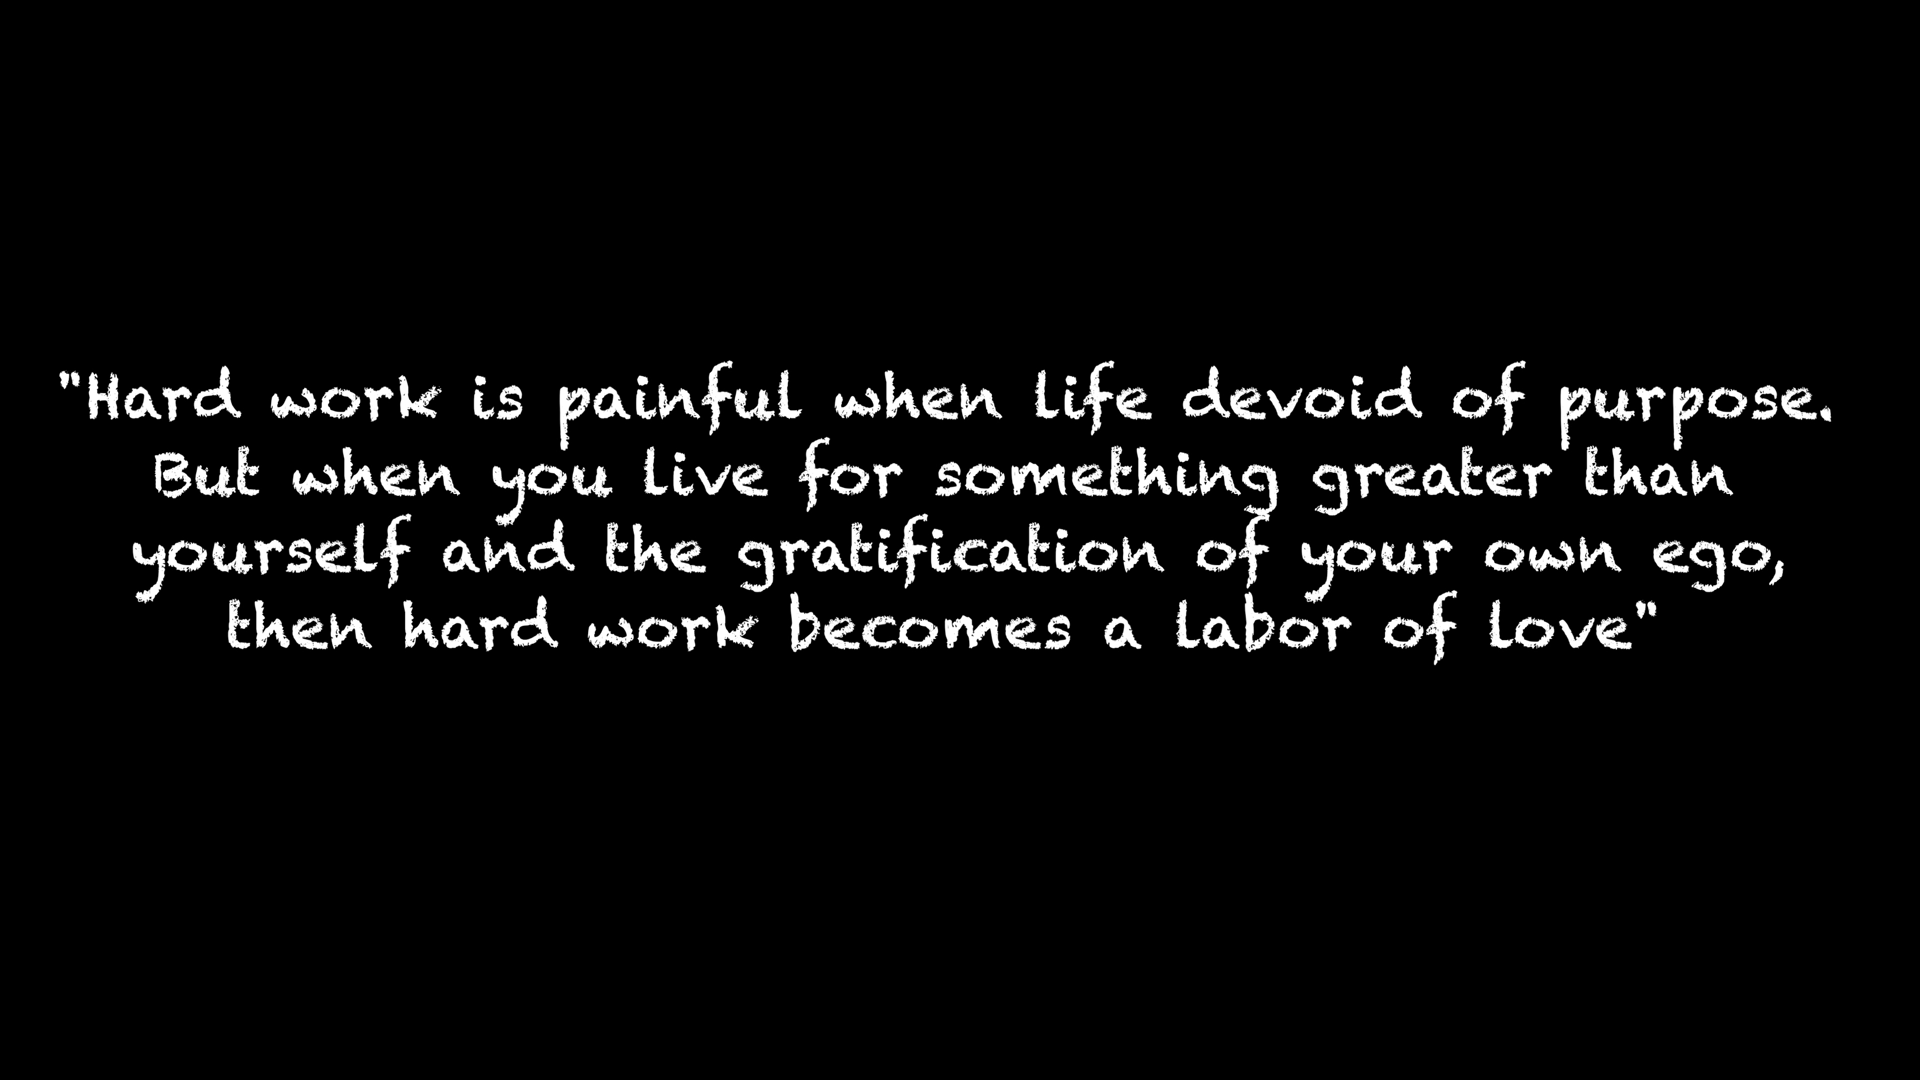 "Hard work is painful when life devoid of purpose.
But when you live for something greater than
yourself and the gratification of your own ego,
then hard work becomes a labor of love"